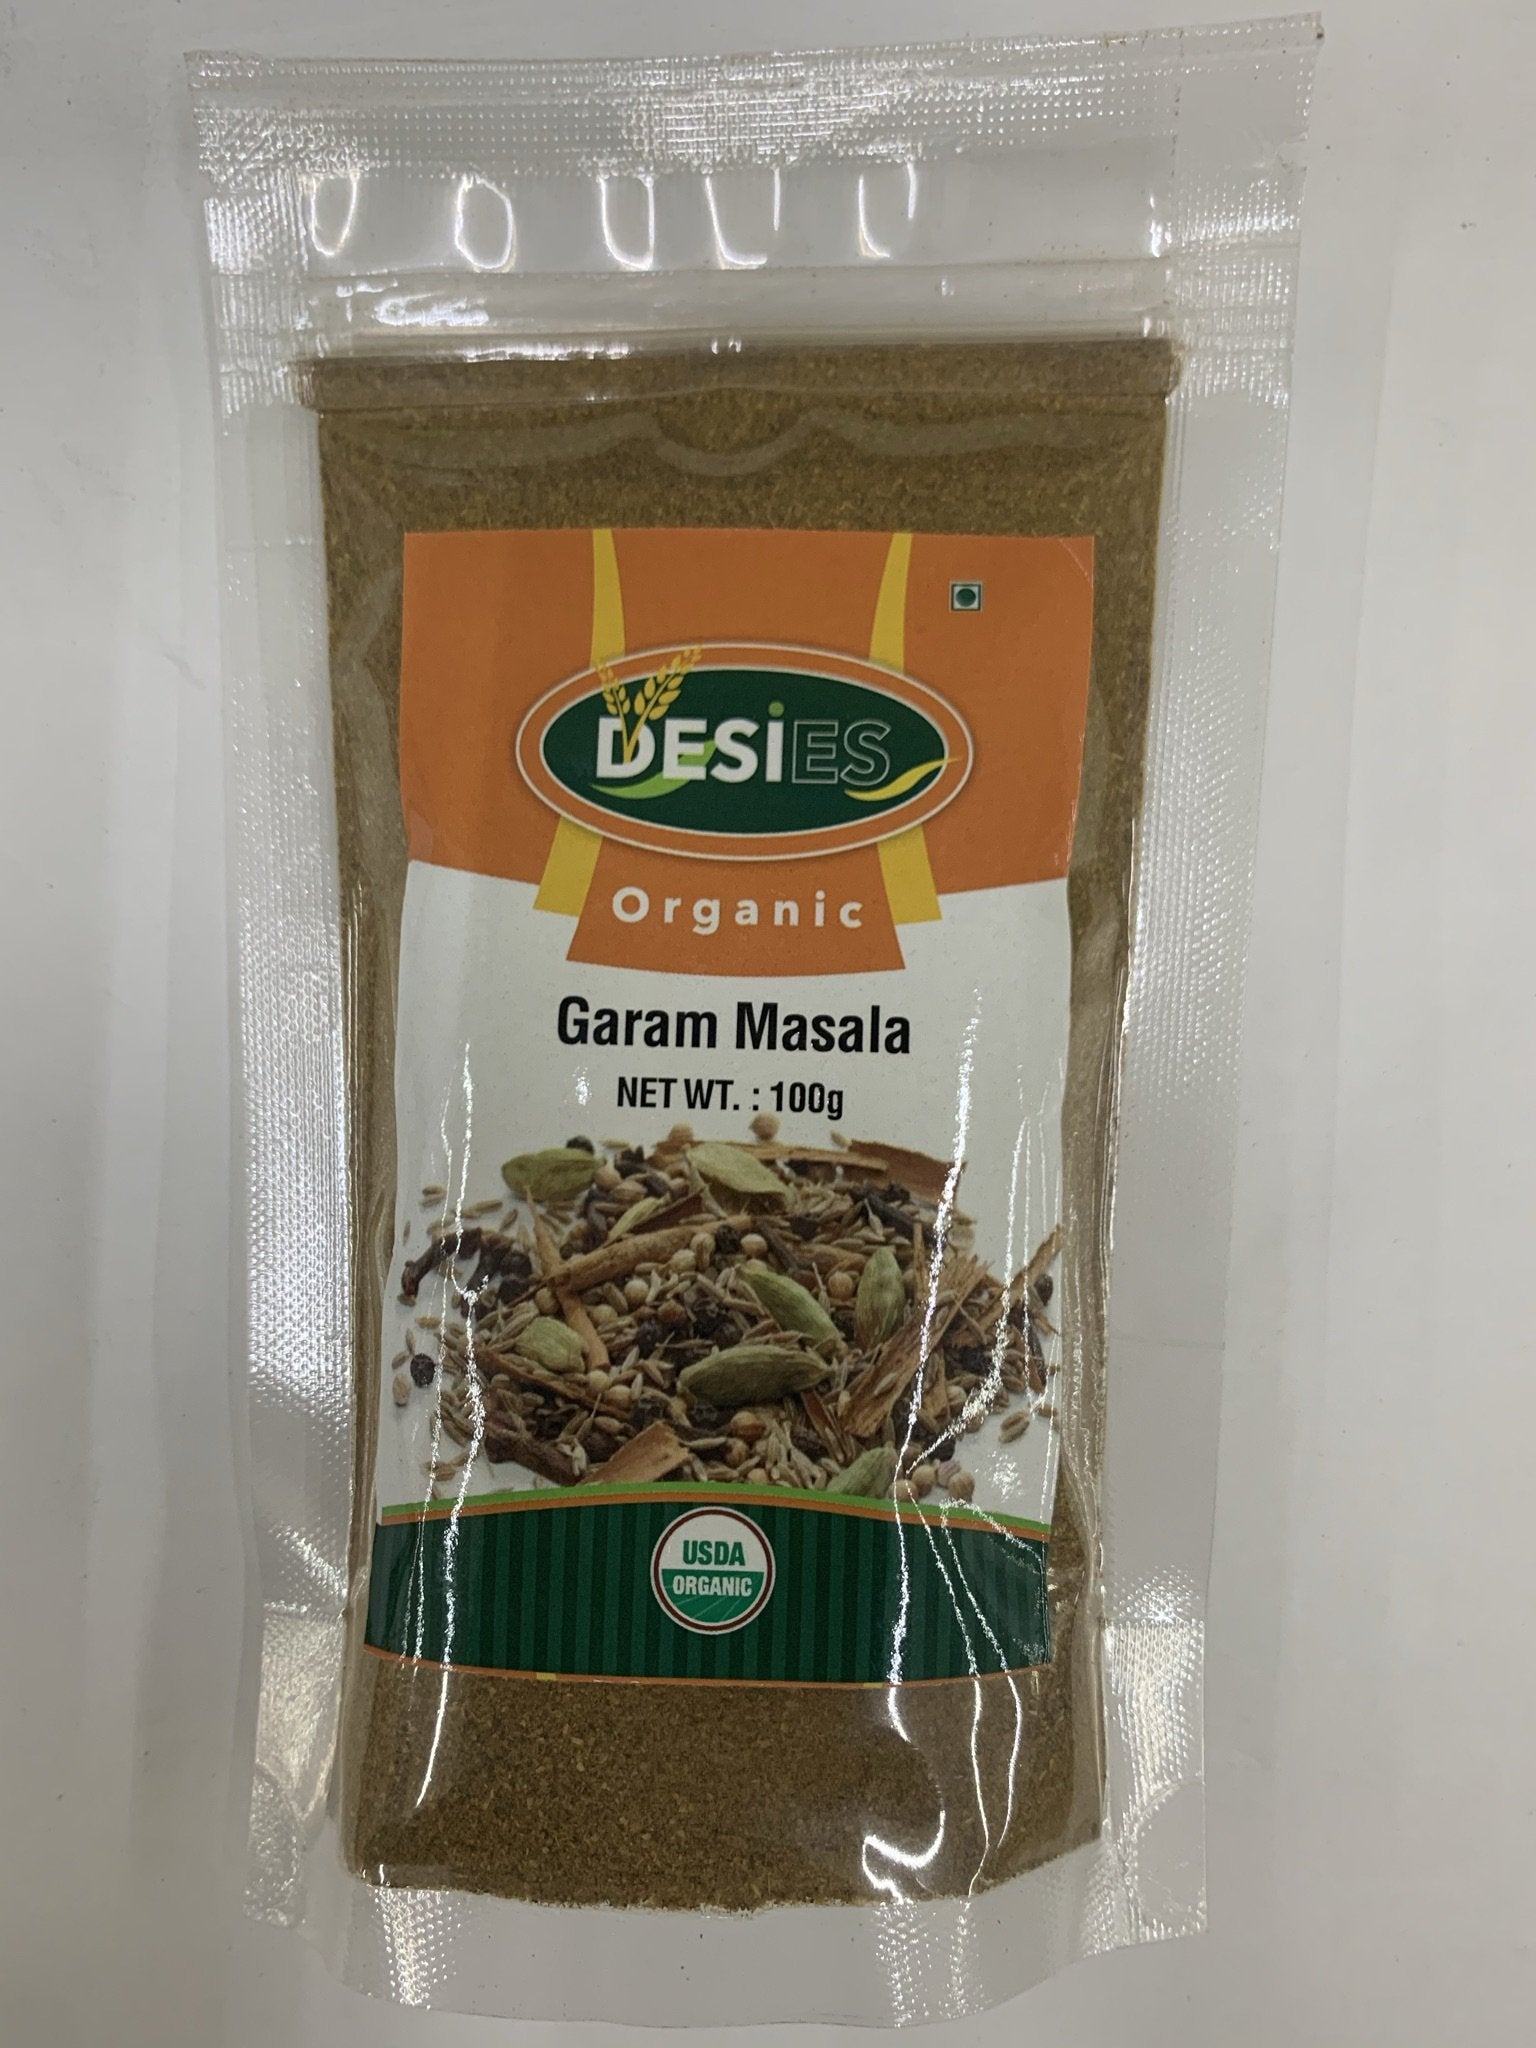 DESiES
Organic
Garam Masala
NET WT. : 100g
USDA
ORGANIC